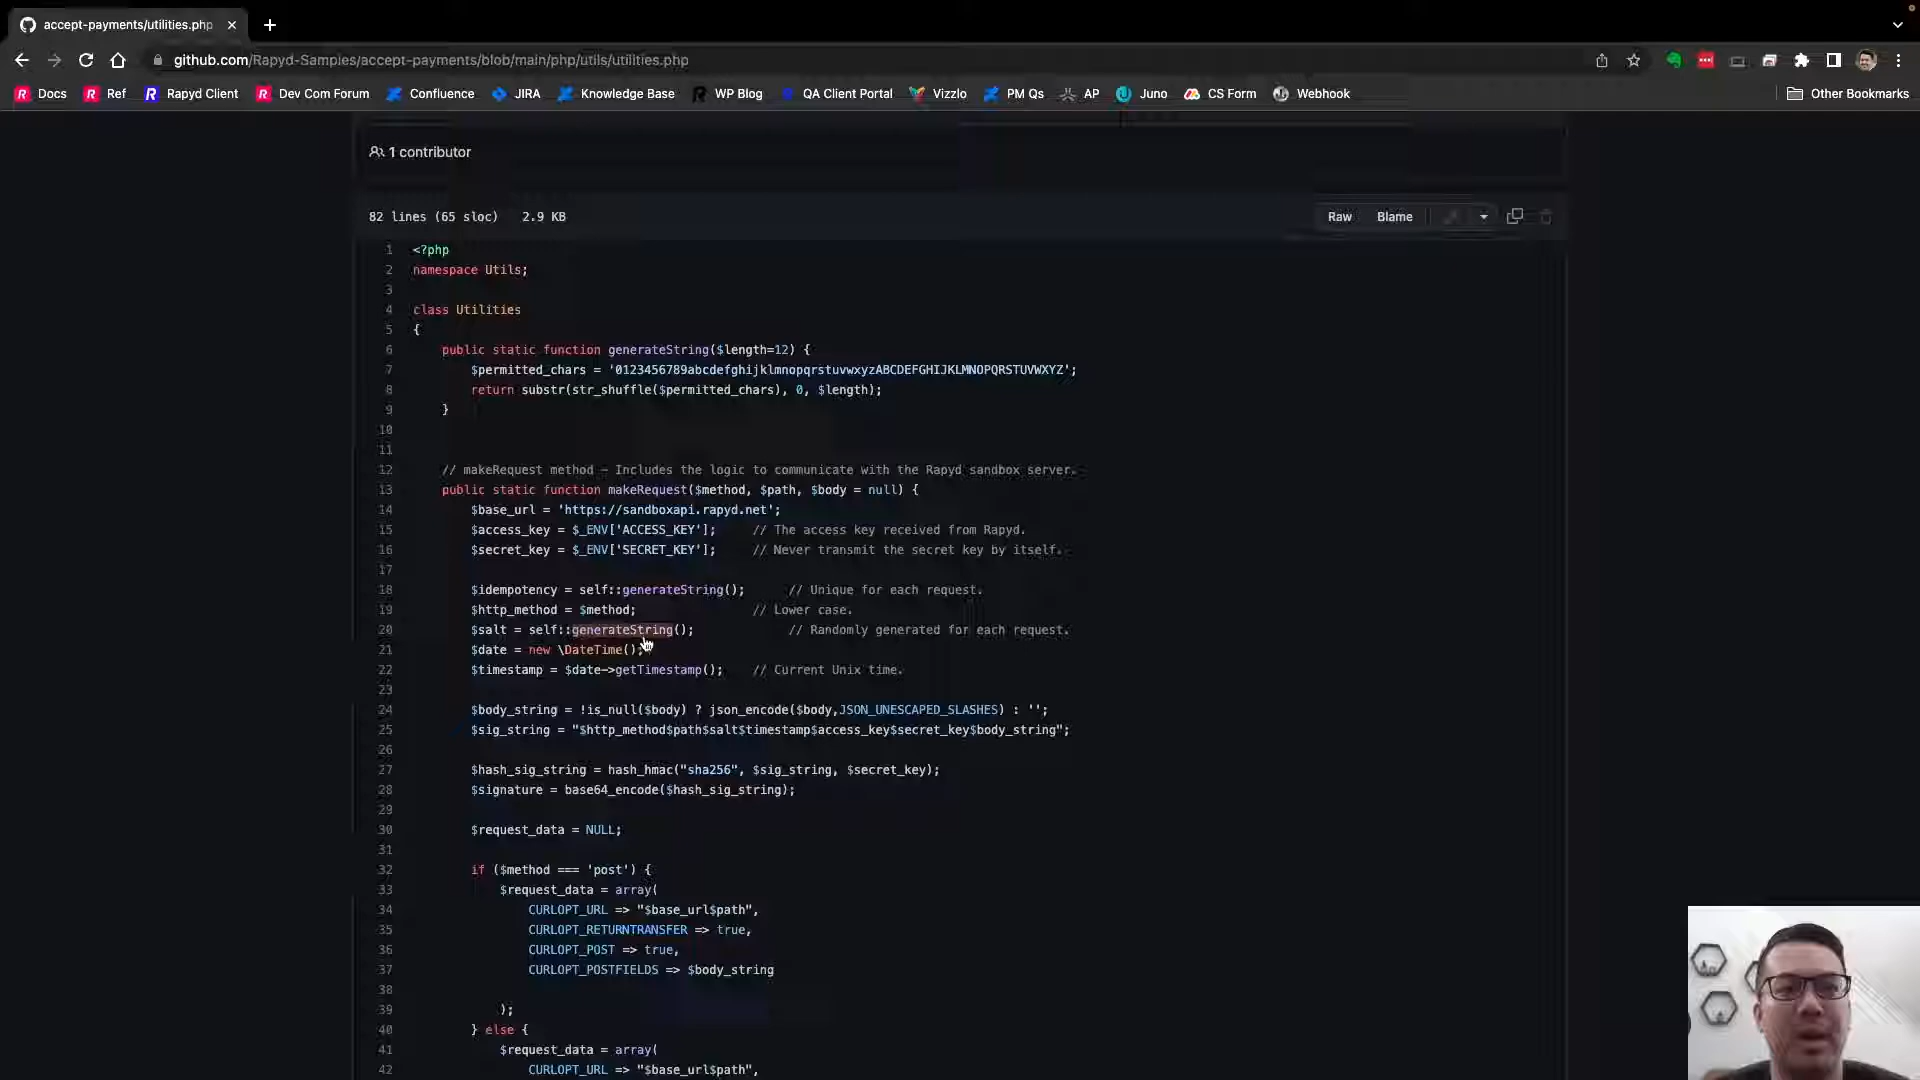 accept-payments/utilities.php
github.com/Rapyd-Samples/accept-payments/blob/main/php/utils/utilities.php
Docs Ref Rapyd Client Dev Com Forum Confluence JIRA Knowledge Base WP Blog QA Client Portal Vizzlo PM Qs AP Juno CS Form Webhook Other Bookmarks
1 contributor
82 lines (65 sloc) 2.9 KB Raw Blame
1 <?php
2 namespace Utils;
3
4 class Utilities
5 {
6 public static function generateString($length=12) {
7 $permitted_chars = '0123456789abcdefghijklmnopqrstuvwxyzABCDEFGHIJKLMNOPQRSTUVWXYZ';
8 return substr(str_shuffle($permitted_chars), 0, $length);
9 }
10
11
12 // makeRequest method – Includes the logic to communicate with the Rapyd sandbox server.
13 public static function makeRequest($method, $path, $body = null) {
14 $base_url = 'https://sandboxapi.rapyd.net';
15 $access_key = $_ENV['ACCESS_KEY']; // The access key received from Rapyd.
16 $secret_key = $_ENV['SECRET_KEY']; // Never transmit the secret key by itself.
17
18 $idempotency = self::generateString(); // Unique for each request.
19 $http_method = $method; // Lower case.
20 $salt = self::generateString(); // Randomly generated for each request.
21 $date = new \DateTime();
22 $timestamp = $date->getTimestamp(); // Current Unix time.
23
24 $body_string = !is_null($body) ? json_encode($body,JSON_UNESCAPED_SLASHES) : '';
25 $sig_string = "$http_method$path$salt$timestamp$access_key$secret_key$body_string";
26
27 $hash_sig_string = hash_hmac("sha256", $sig_string, $secret_key);
28 $signature = base64_encode($hash_sig_string);
29
30 $request_data = NULL;
31
32 if ($method === 'post') {
33 $request_data = array(
34 CURLOPT_URL => "$base_url$path",
35 CURLOPT_RETURNTRANSFER => true,
36 CURLOPT_POST => true,
37 CURLOPT_POSTFIELDS => $body_string
38
39 );
40 } else {
41 $request_data = array(
42 CURLOPT_URL => "$base_url$path",